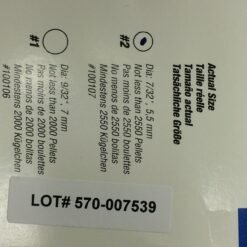 Actual Size
Taille réelle
Tamaño actual
Tatsächliche Größe
#2
Dia: 7/32" 5,5 mm
Not less than 2550 Pellets
Pas moins de 2550 boulettes
Nu menos de 2550 bolitas
Mindestens 2550 Kügelchen
#100107
#1
Dia: 9/32" - 7 mm
Not less than 2000 Pellets
Pas moins de 2000 boulettes
Nu menos de 2000 bolitas
Mindestens 2000 Kügelchen
#100106
LOT# 570-007539